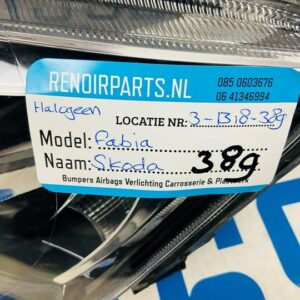 RENOIRPARTS.NL
085 0603676
06 41346994
Halogeen
LOCATIE NR: 3-B18-38g
Model: fabia
Naam: Skoda 38g
Bumpers Airbags Verlichting Carrosserie & Plaatwerk